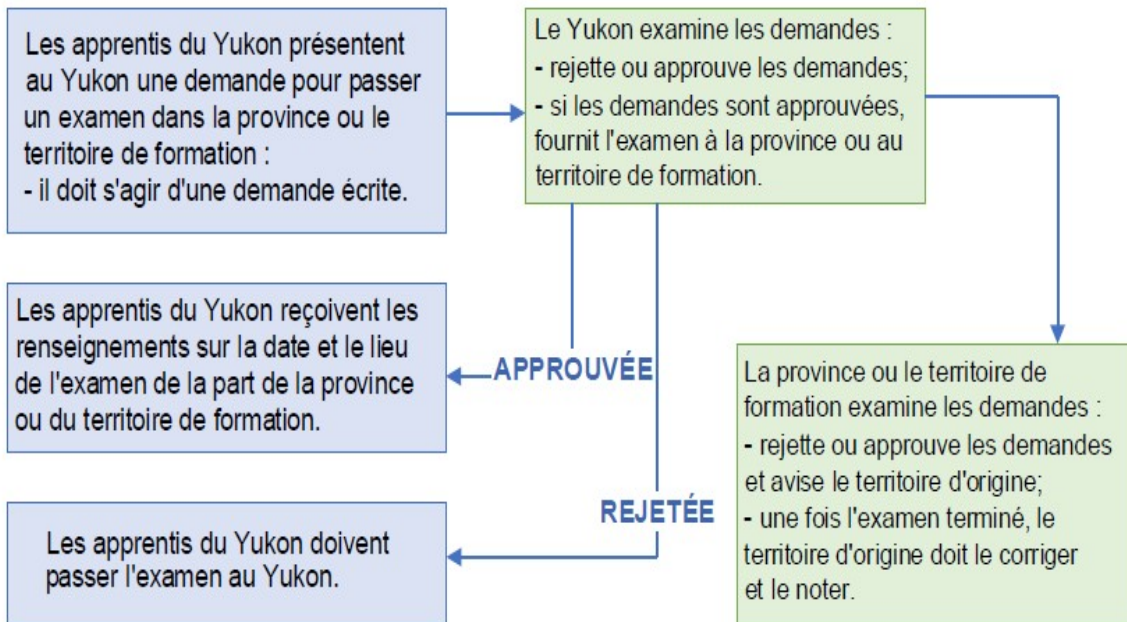 Les apprentis du Yukon présentent
au Yukon une demande pour passer
un examen dans la province ou le
territoire de formation :
- il doit s'agir d'une demande écrite.
Le Yukon examine les demandes :
- rejette ou approuve les demandes;
- si les demandes sont approuvées,
fournit l'examen à la province ou au
territoire de formation.
Les apprentis du Yukon reçoivent les
renseignements sur la date et le lieu
de l'examen de la part de la province
ou du territoire de formation.
APPROUVÉE
La province ou le territoire de
formation examine les demandes :
- rejette ou approuve les demandes
et avise le territoire d'origine;
- une fois l'examen terminé, le
territoire d'origine doit le corriger
et le noter.
REJETÉE
Les apprentis du Yukon doivent
passer l'examen au Yukon.